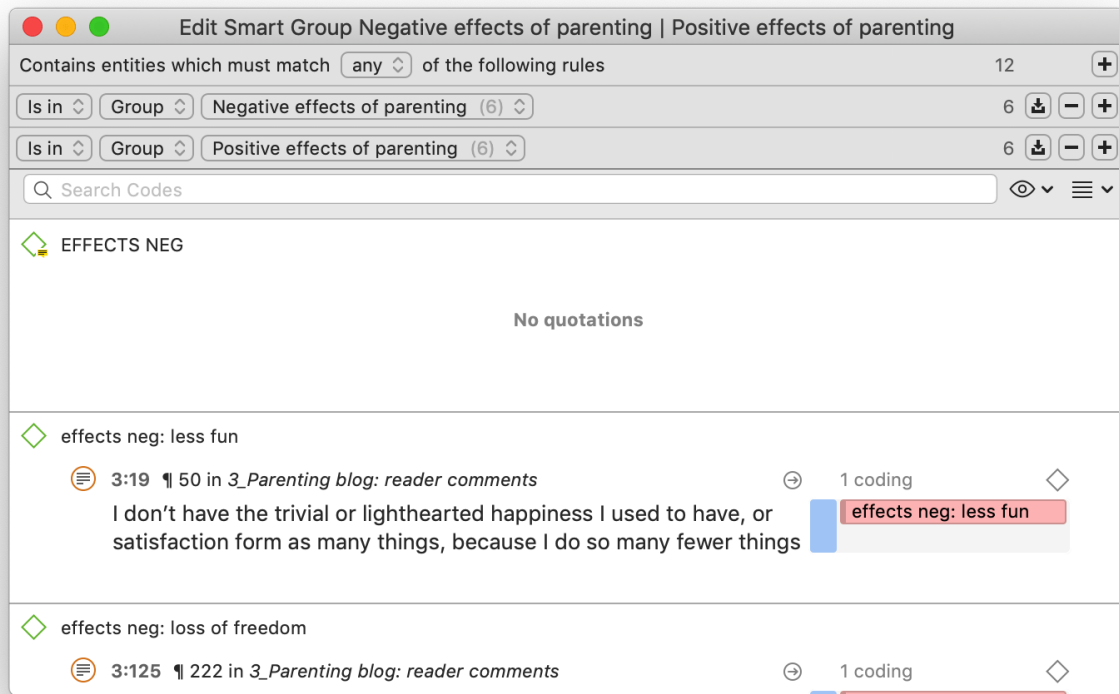 Edit Smart Group Negative effects of parenting | Positive effects of parenting
Contains entities which must match any of the following rules 12
Is in Group Negative effects of parenting (6) 6
Is in Group Positive effects of parenting (6) 6
Search Codes
EFFECTS NEG
No quotations
effects neg: less fun
3:19 ¶ 50 in 3_Parenting blog: reader comments 1 coding
I don’t have the trivial or lighthearted happiness I used to have, or effects neg: less fun
satisfaction form as many things, because I do so many fewer things
effects neg: loss of freedom
3:125 ¶ 222 in 3_Parenting blog: reader comments 1 coding